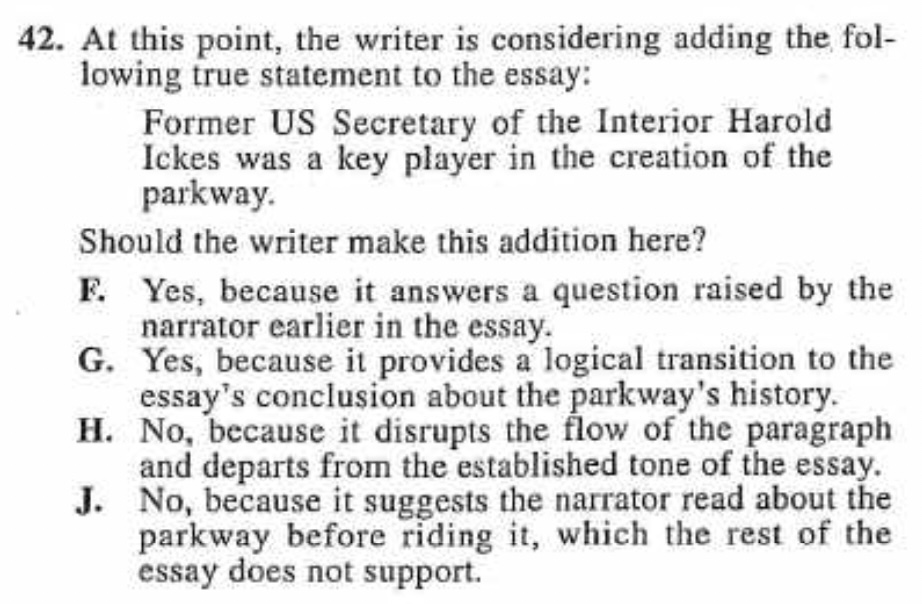 42. At this point, the writer is considering adding the fol-
lowing true statement to the essay:
Former US Secretary of the Interior Harold
Ickes was a key player in the creation of the
parkway.
Should the writer make this addition here?
F. Yes, because it answers a question raised by the
narrator earlier in the essay.
G. Yes, because it provides a logical transition to the
essay's conclusion about the parkway's history.
H. No, because it disrupts the flow of the paragraph
and departs from the established tone of the essay.
J. No, because it suggests the narrator read about the
parkway before riding it, which the rest of the
essay does not support.